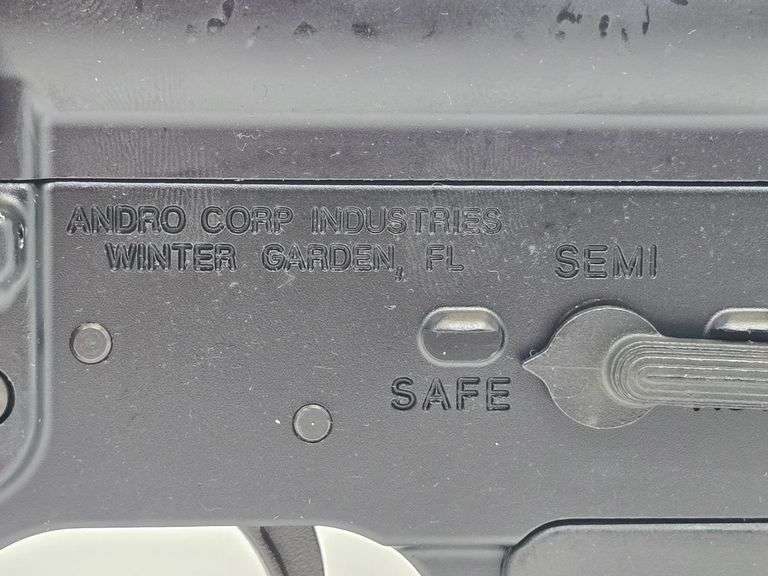 ANDRO CORP INDUSTRIES
WINTER GARDEN, FL
SEMI
SAFE